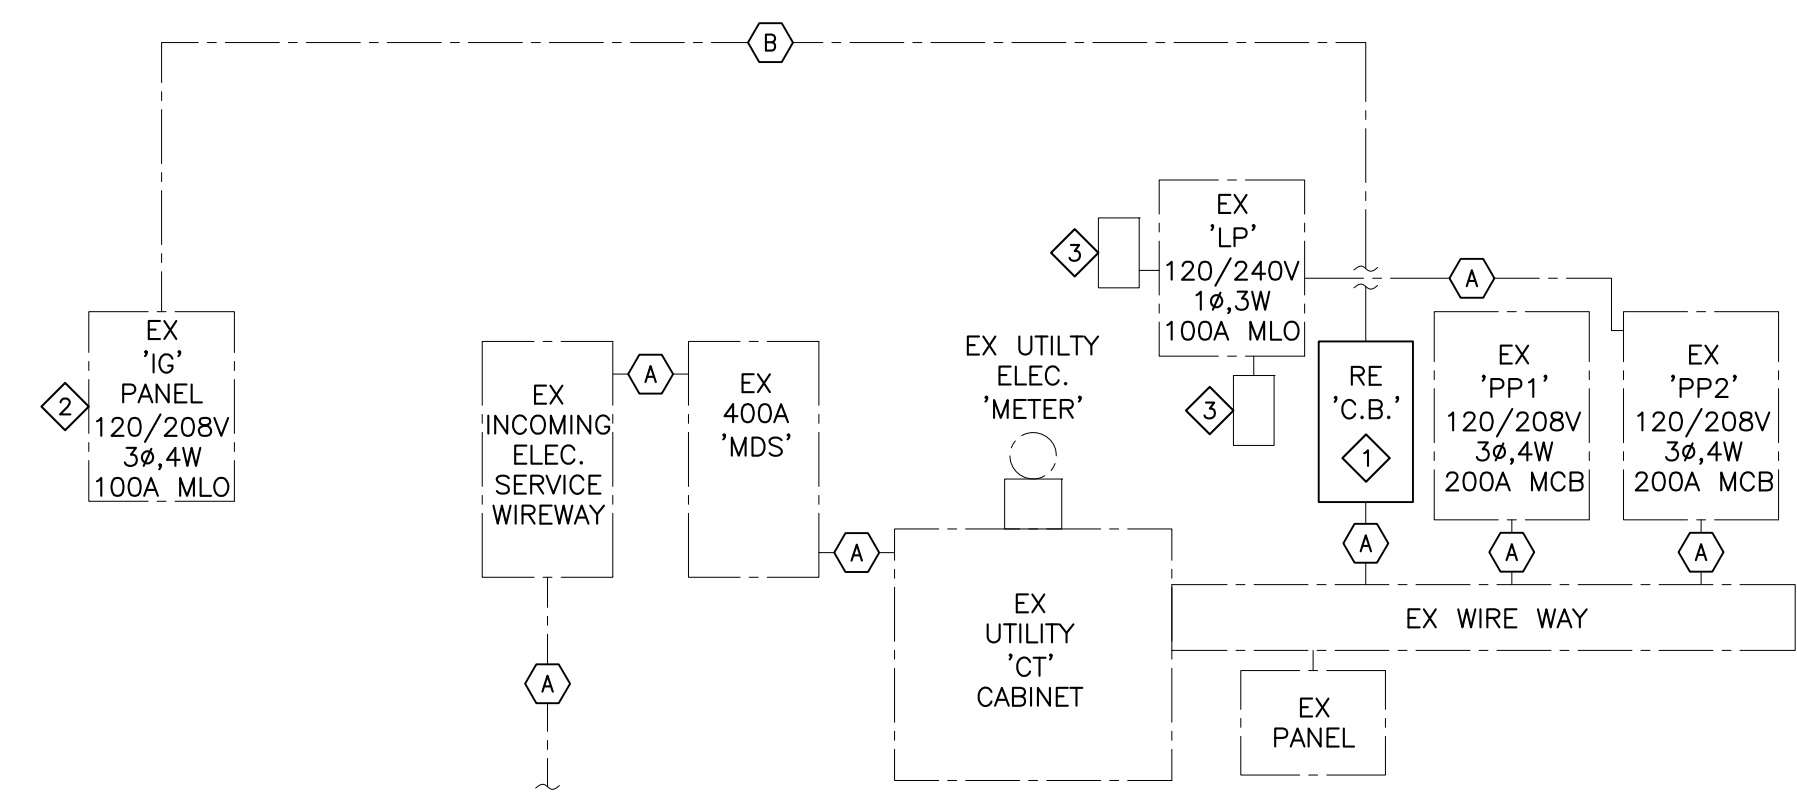 B
EX
'IG'
PANEL
120/208V
3ø,4W
100A MLO
2
EX
INCOMING
ELEC.
SERVICE
WIREWAY
A
A
EX
400A
'MDS'
A
EX UTILTY
ELEC.
'METER'
EX
UTILITY
'CT'
CABINET
3
EX
'LP'
120/240V
1ø,3W
100A MLO
3
A
RE
'C.B.'
1
A
EX
'PP1'
120/208V
3ø,4W
200A MCB
A
EX
'PP2'
120/208V
3ø,4W
200A MCB
A
EX WIRE WAY
EX
PANEL